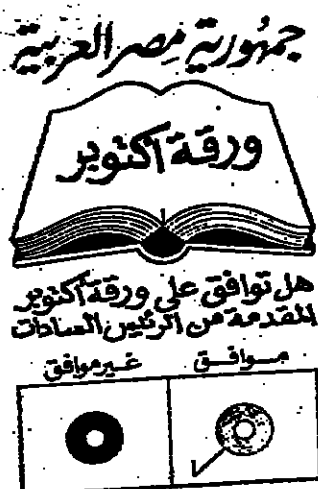 جمهورية مصر العربية
ورقة أكتوبر
هل توافق على ورقة أكتوبر
المقدمة من الرئيس السادات
موافق غير موافق